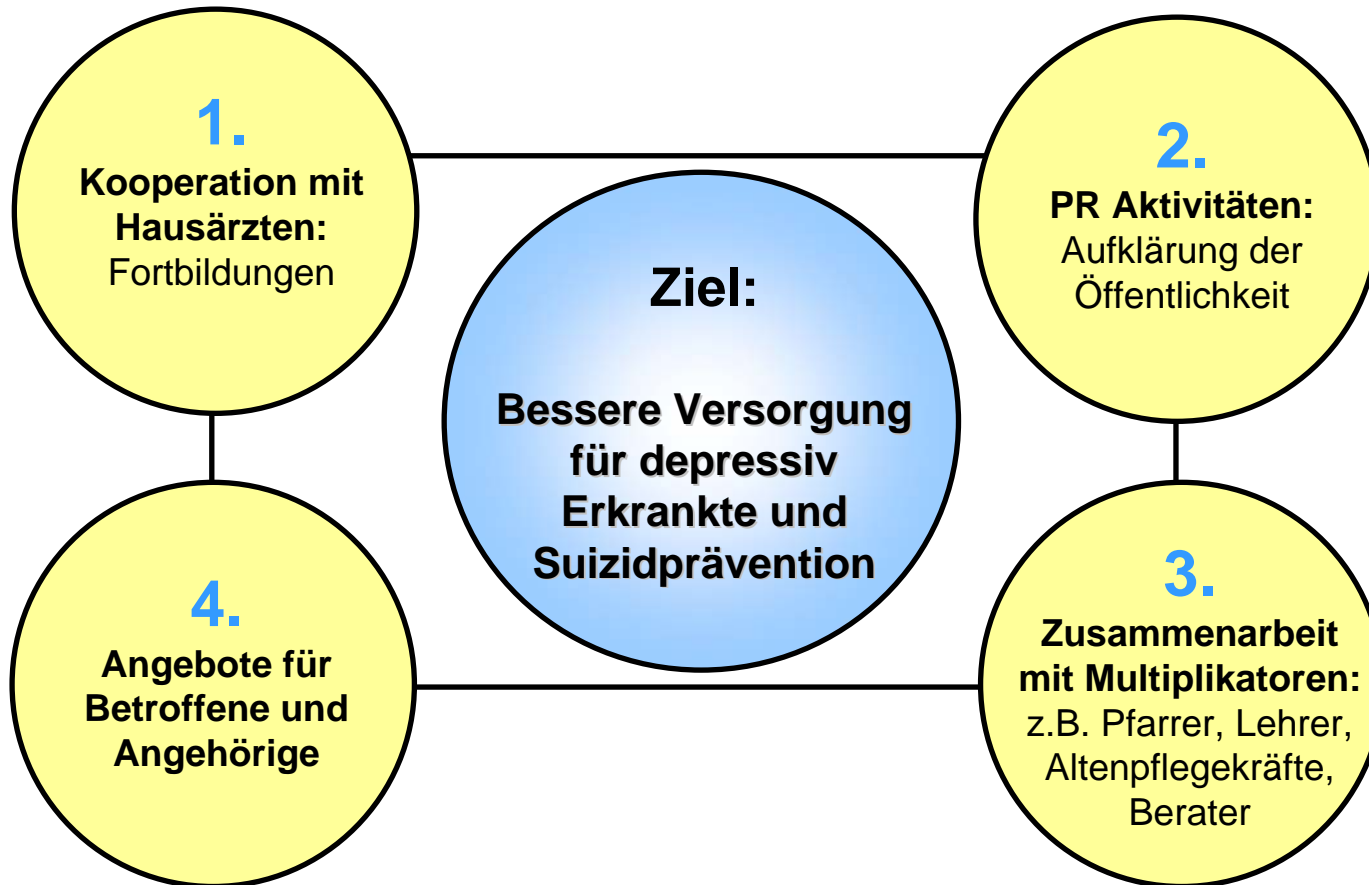 1.
Kooperation mit
Hausärzten:
Fortbildungen
2.
PR Aktivitäten:
Aufklärung der
Öffentlichkeit
Ziel:
Bessere Versorgung
für depressiv
Erkrankte und
Suizidprävention
3.
Zusammenarbeit
mit Multiplikatoren:
z.B. Pfarrer, Lehrer,
Altenpflegekräfte,
Berater
4.
Angebote für
Betroffene und
Angehörige